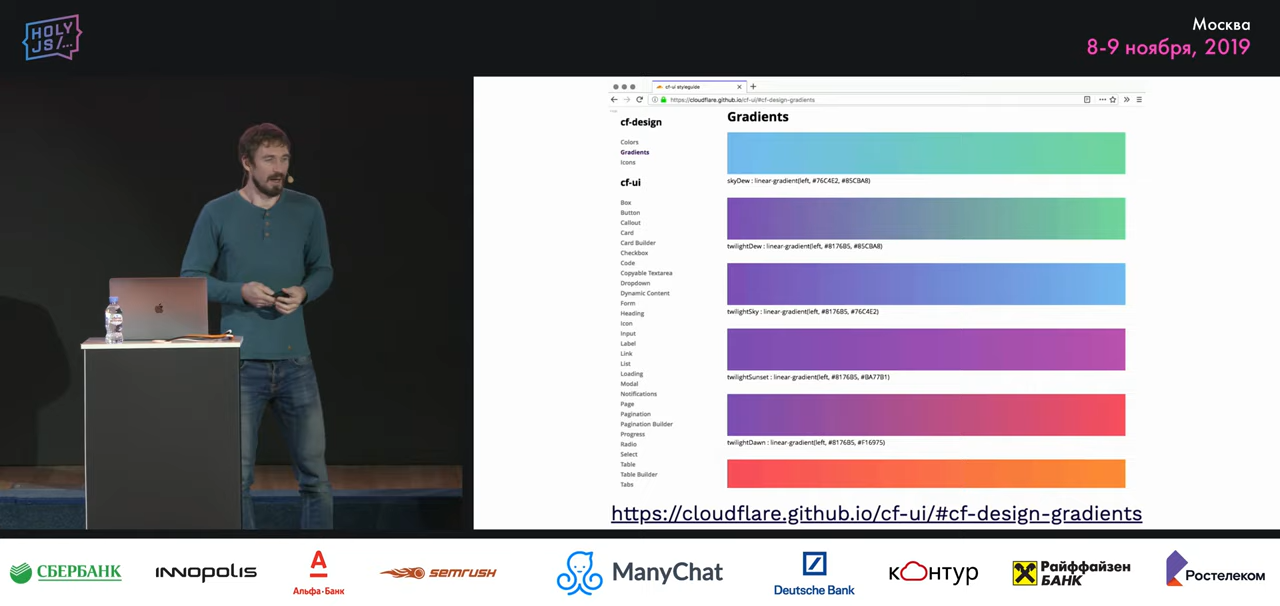 HOLY
JS/...
Москва
8-9 ноября, 2019
cf-ui styleguide
https://cloudflare.github.io/cf-ui/#cf-design-gradients
cf-design
Colors
Gradients
Icons
cf-ui
Box
Button
Callout
Card
Card Builder
Checkbox
Code
Copyable Textarea
Dropdown
Dynamic Content
Form
Heading
Icon
Input
Label
Link
List
Loading
Modal
Notifications
Page
Pagination
Pagination Builder
Progress
Radio
Select
Table
Table Builder
Tabs
Gradients
skyDew : linear-gradient(left, #76C4E2, #85CBA8)
twilightDew : linear-gradient(left, #8176B5, #85CBA8)
twilightSky : linear-gradient(left, #8176B5, #76C4E2)
twilightSunset : linear-gradient(left, #8176B5, #BA77B1)
twilightDawn : linear-gradient(left, #8176B5, #F16975)
https://cloudflare.github.io/cf-ui/#cf-design-gradients
СБЕРБАНК
INNOPOLIS
Альфа·Банк
SEMRUSH
ManyChat
Deutsche Bank
кОнтур
Райффайзен
БАНК
Ростелеком